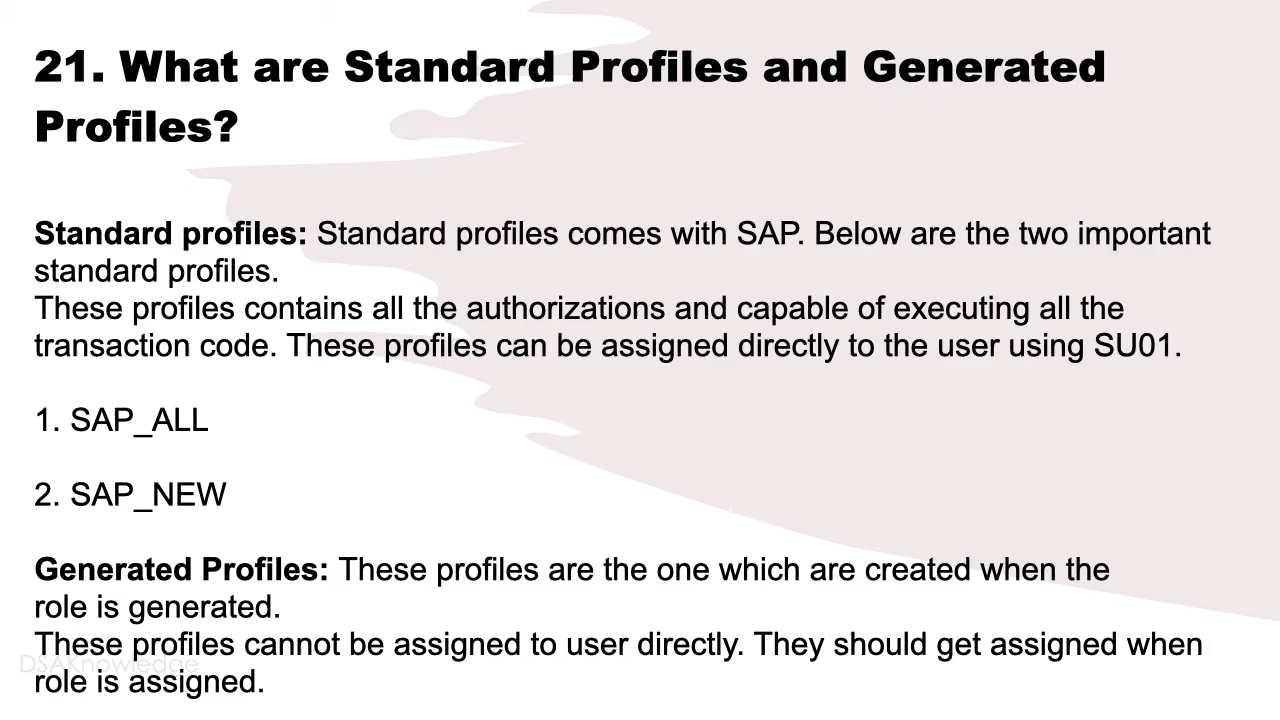 21. What are Standard Profiles and Generated
Profiles?
Standard profiles: Standard profiles comes with SAP. Below are the two important
standard profiles.
These profiles contains all the authorizations and capable of executing all the
transaction code. These profiles can be assigned directly to the user using SU01.
1. SAP_ALL
2. SAP_NEW
Generated Profiles: These profiles are the one which are created when the
role is generated.
These profiles cannot be assigned to user directly. They should get assigned when
DSAKnowledge
role is assigned.